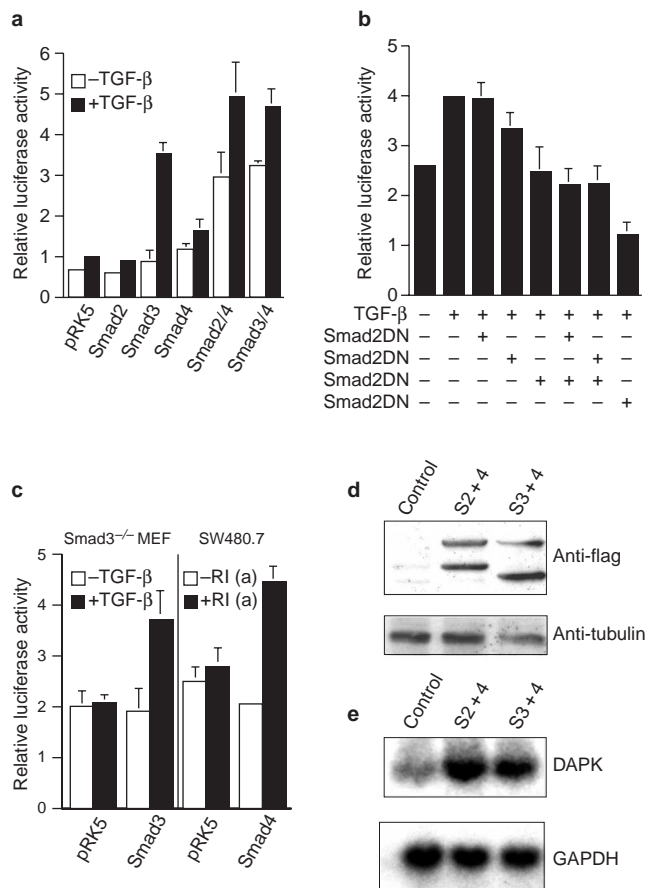 a
Relative luciferase activity
6
5
4
3
2
1
0
–TGF-β
+TGF-β
pRK5
Smad2
Smad3
Smad4
Smad2/4
Smad3/4
b
Relative luciferase activity
5
4
3
2
1
0
TGF-β – + + + + + + +
Smad2DN – – + – – + – –
Smad2DN – – – + – – + –
Smad2DN – – – – + + + –
Smad2DN – – – – – – – +
c
Smad3–/– MEF
SW480.7
Relative luciferase activity
5
4
3
2
1
0
–TGF-β
+TGF-β
–RI (a)
+RI (a)
pRK5
Smad3
pRK5
Smad4
d
Control
S2+4
S3+4
Anti-flag
Anti-tubulin
e
Control
S2+4
S3+4
DAPK
GAPDH